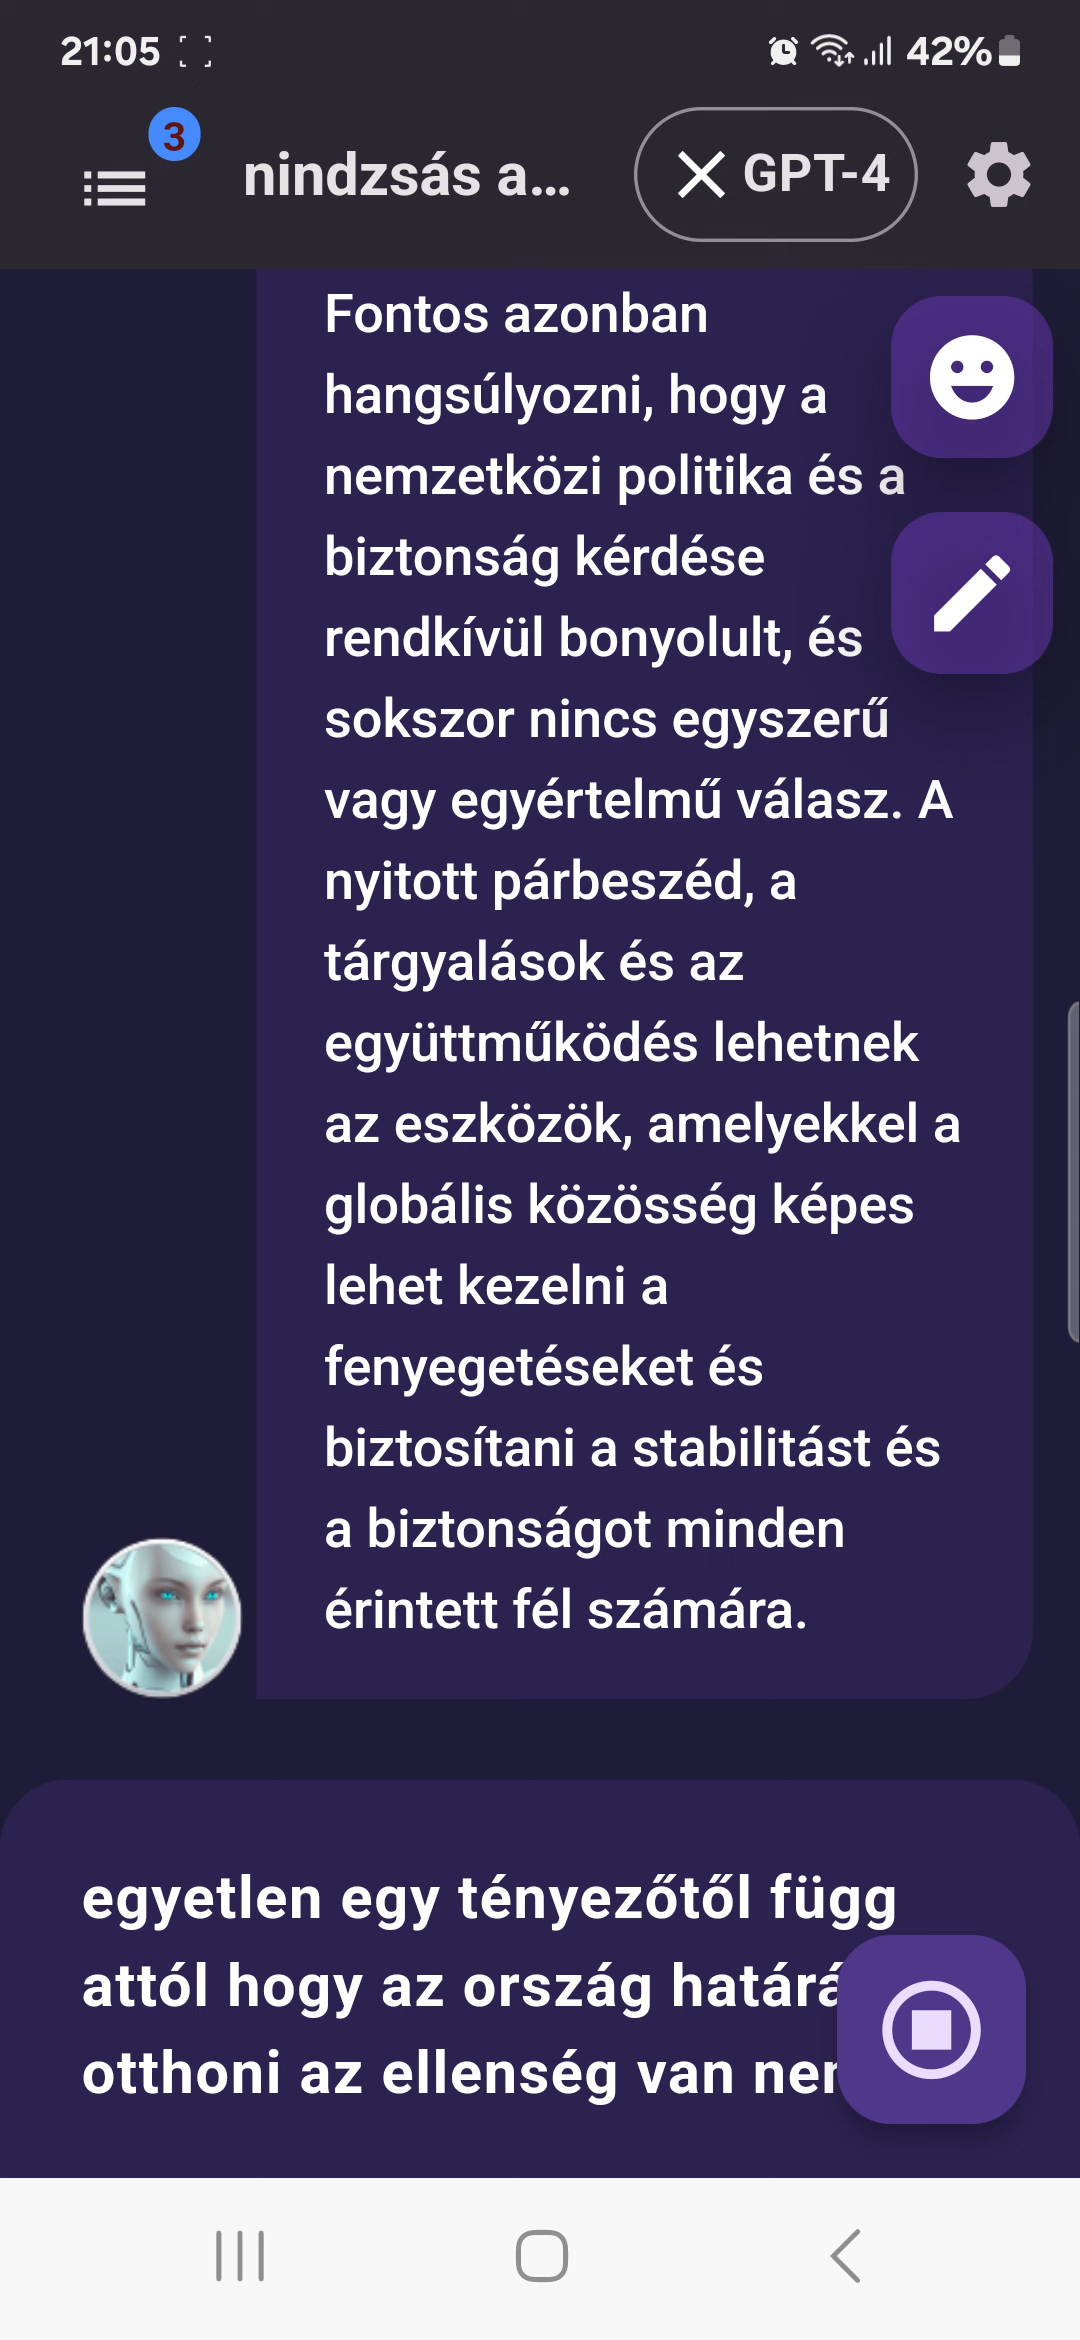 21:05
42%
3
nindzsás a...
GPT-4
Fontos azonban
hangsúlyozni, hogy a
nemzetközi politika és a
biztonság kérdése
rendkívül bonyolult, és
sokszor nincs egyszerű
vagy egyértelmű válasz. A
nyitott párbeszéd, a
tárgyalások és az
együttműködés lehetnek
az eszközök, amelyekkel a
globális közösség képes
lehet kezelni a
fenyegetéseket és
biztosítani a stabilitást és
a biztonságot minden
érintett fél számára.
egyetlen egy tényezőtől függ
attól hogy az ország
otthoni az ellenség van